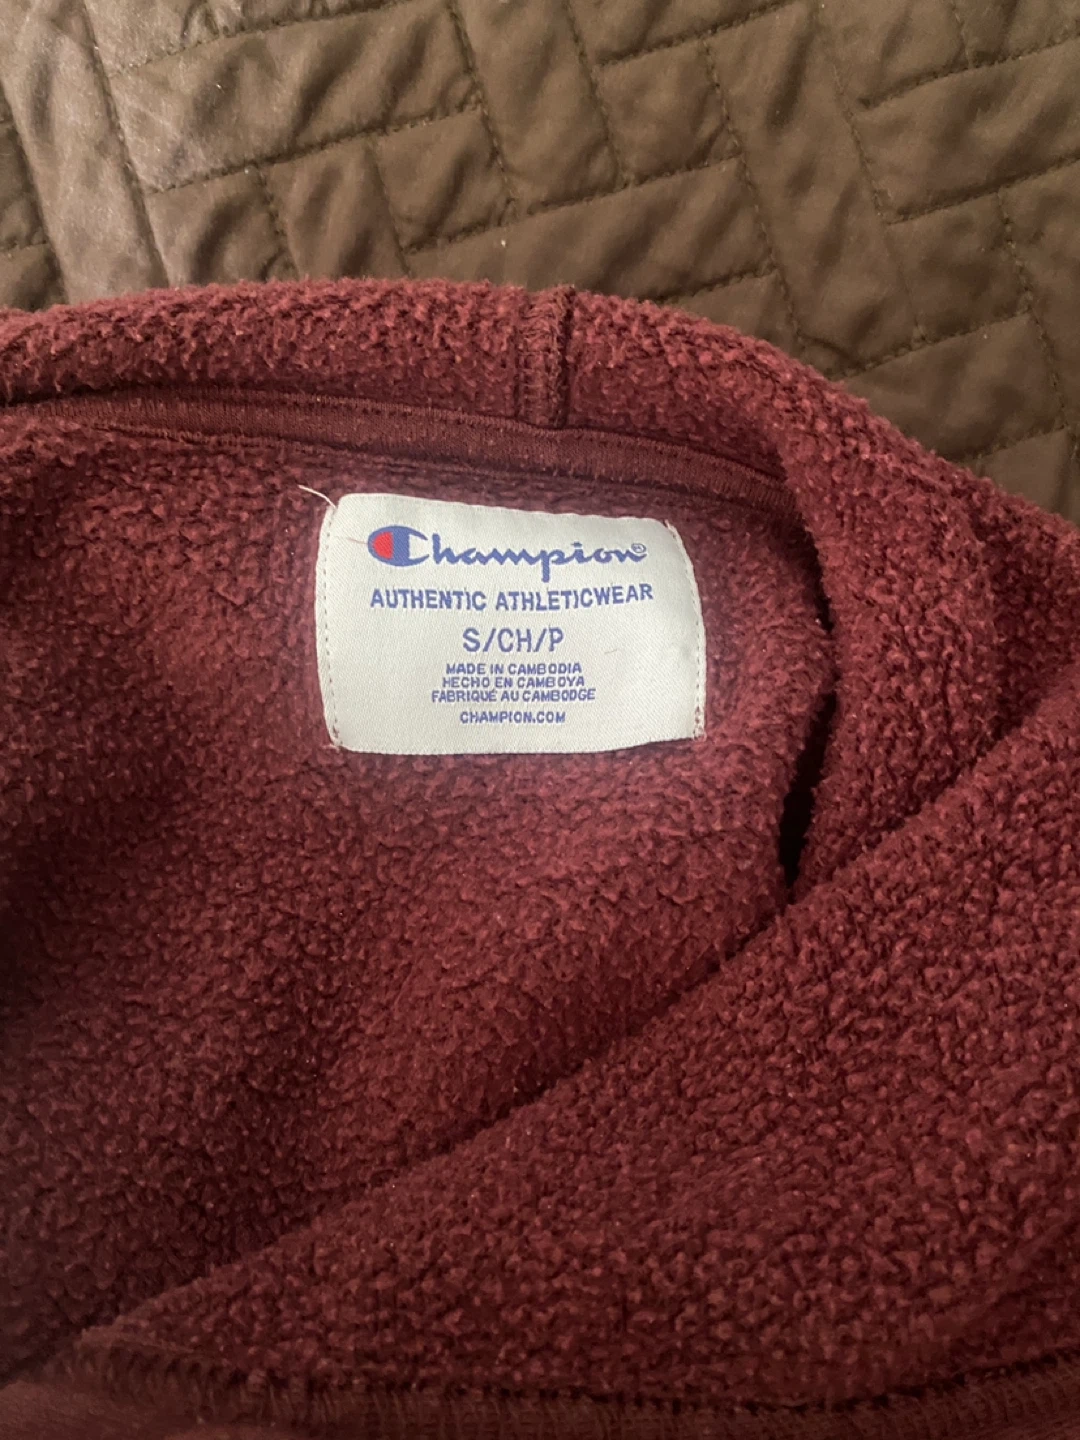 Champion®
AUTHENTIC ATHLETICWEAR
S/CH/P
MADE IN CAMBODIA
HECHO EN CAMBOYA
FABRIQUÉ AU CAMBODGE
CHAMPION.COM